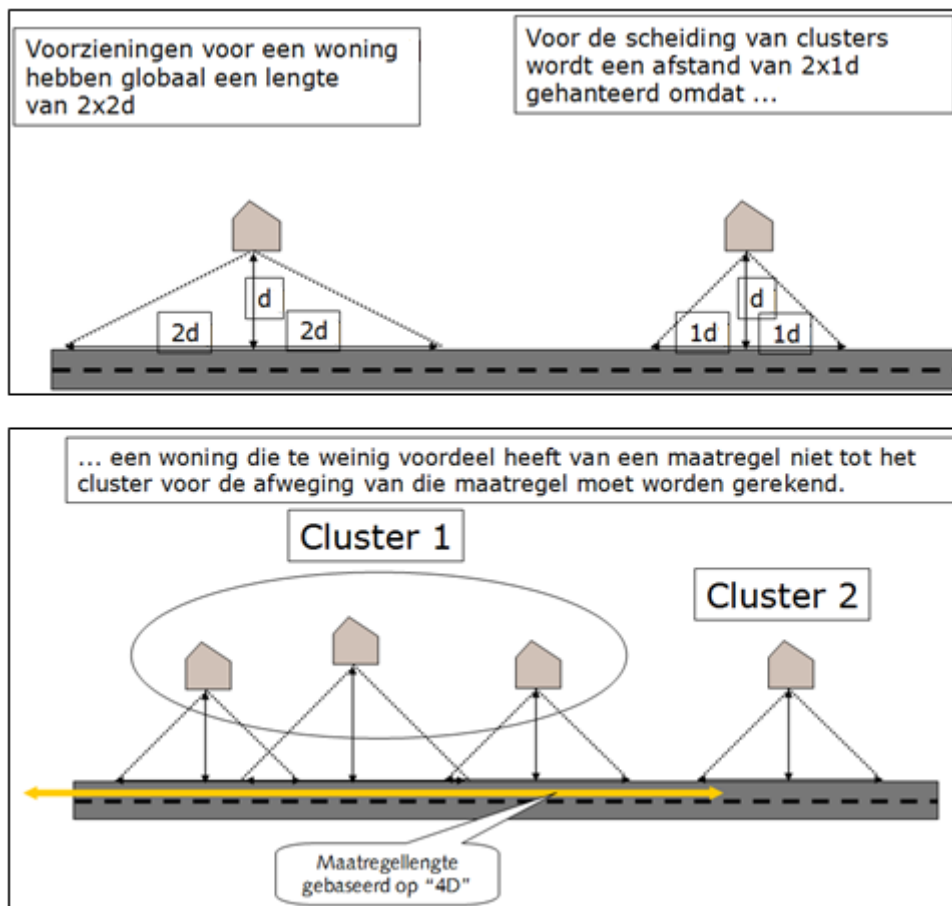 Voorzieningen voor een woning
hebben globaal een lengte
van 2x2d
Voor de scheiding van clusters
wordt een afstand van 2x1d
gehanteerd omdat ...
d
2d
2d
d
1d
1d
... een woning die te weinig voordeel heeft van een maatregel niet tot het
cluster voor de afweging van die maatregel moet worden gerekend.
Cluster 1
Cluster 2
Maatregellengte
gebaseerd op "4D"